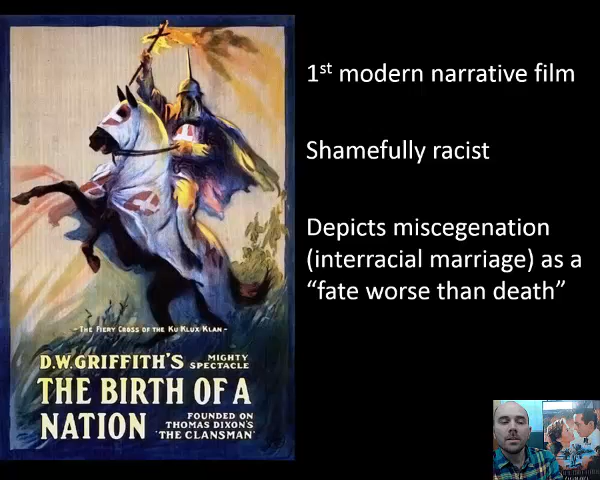 1st modern narrative film
Shamefully racist
Depicts miscegenation
(interracial marriage) as a
“fate worse than death”
-THE FIERY CROSS OF THE KU KLUX KLAN-
D.W. GRIFFITH'S MIGHTY SPECTACLE
THE BIRTH OF A
NATION
FOUNDED ON
THOMAS DIXON'S
'THE CLANSMAN'